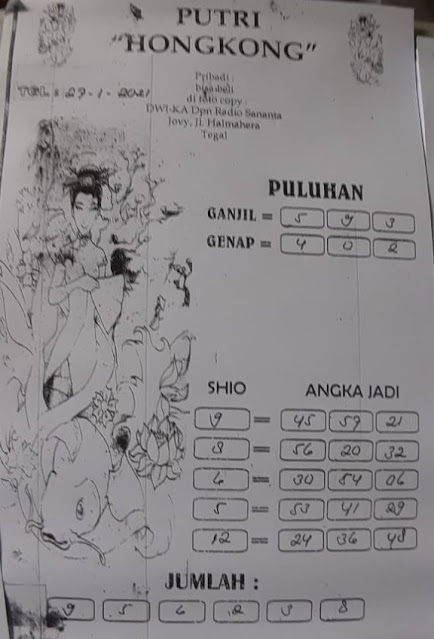 PUTRI
"HONGKONG"
Pribadi :
bisa beli
di foto copy .
TGL : 27-1-2021
DWI-KA Dpn Radio Sananta
Jovy, Jl. Halmahera
Tegal
PULUHAN
GANJIL = 5 9 3
GENAP = 4 0 2
SHIO ANGKA JADI
9 = 45 57 21
8 = 56 20 32
6 = 30 54 06
5 = 53 41 29
12 = 24 36 48
JUMLAH :
9 5 6 2 3 8